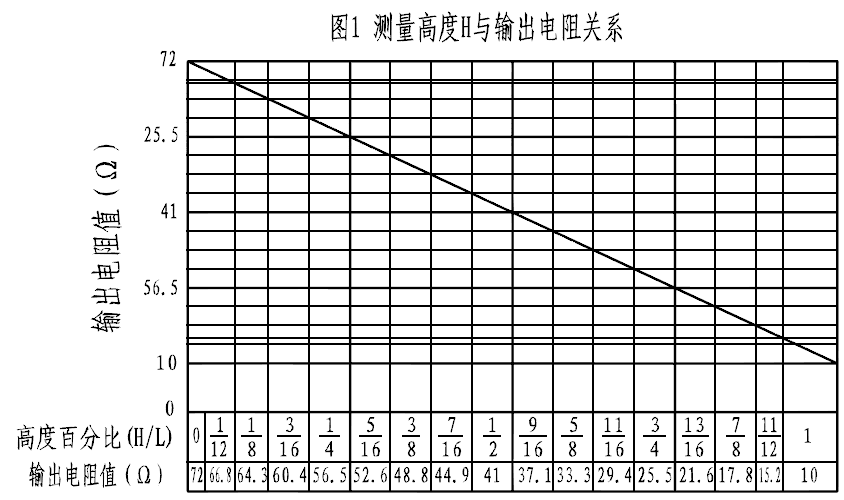 图1 测量高度H与输出电阻关系
72
25.5
41
56.5
10
0
输出电阻值(Ω)
高度百分比(H/L) 0 1/12 1/8 3/16 1/4 5/16 3/8 7/16 1/2 9/16 5/8 11/16 3/4 13/16 7/8 11/12 1
输出电阻值(Ω) 72 66.8 64.3 60.4 56.5 52.6 48.8 44.9 41 37.1 33.3 29.4 25.5 21.6 17.8 15.2 10